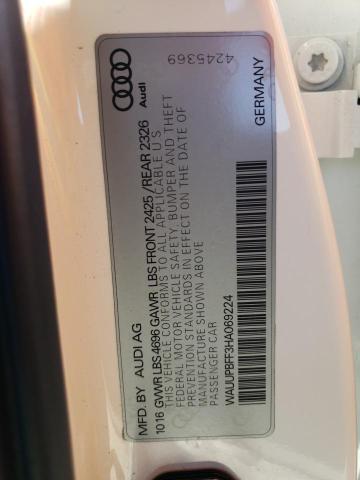 MFD. BY AUDI AG
1016 GVWR LBS 4696 GAWR LBS FRONT 2425 / REAR 2326
THIS VEHICLE CONFORMS TO ALL APPLICABLE U S
FEDERAL MOTOR VEHICLE SAFETY, BUMPER AND THEFT
PREVENTION STANDARDS IN EFFECT ON THE DATE OF
MANUFACTURE SHOWN ABOVE
PASSENGER CAR
WAUUPBFF3HA069224
GERMANY
Audi
4245369